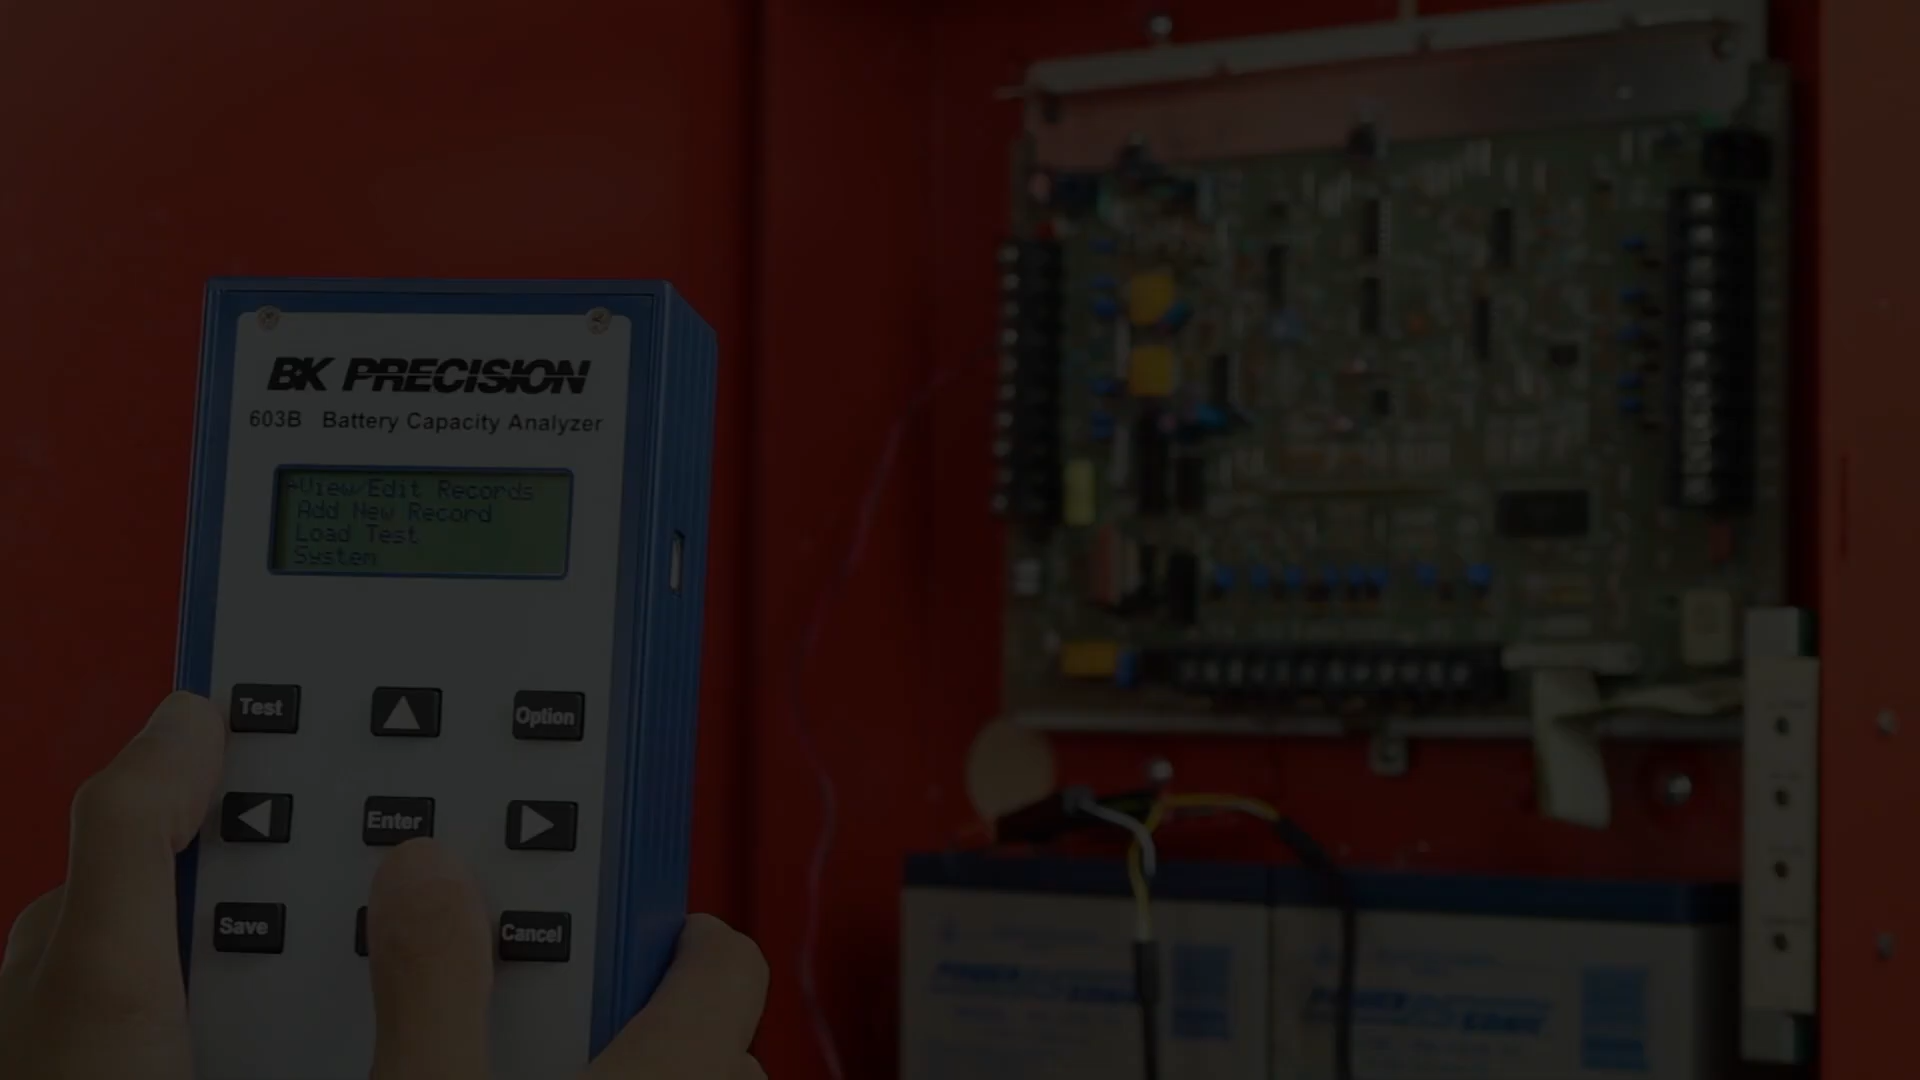 BK PRECISION
603B Battery Capacity Analyzer
View/Edit Records
Add New Record
Load Test
System
Test
Option
Enter
Save
Cancel